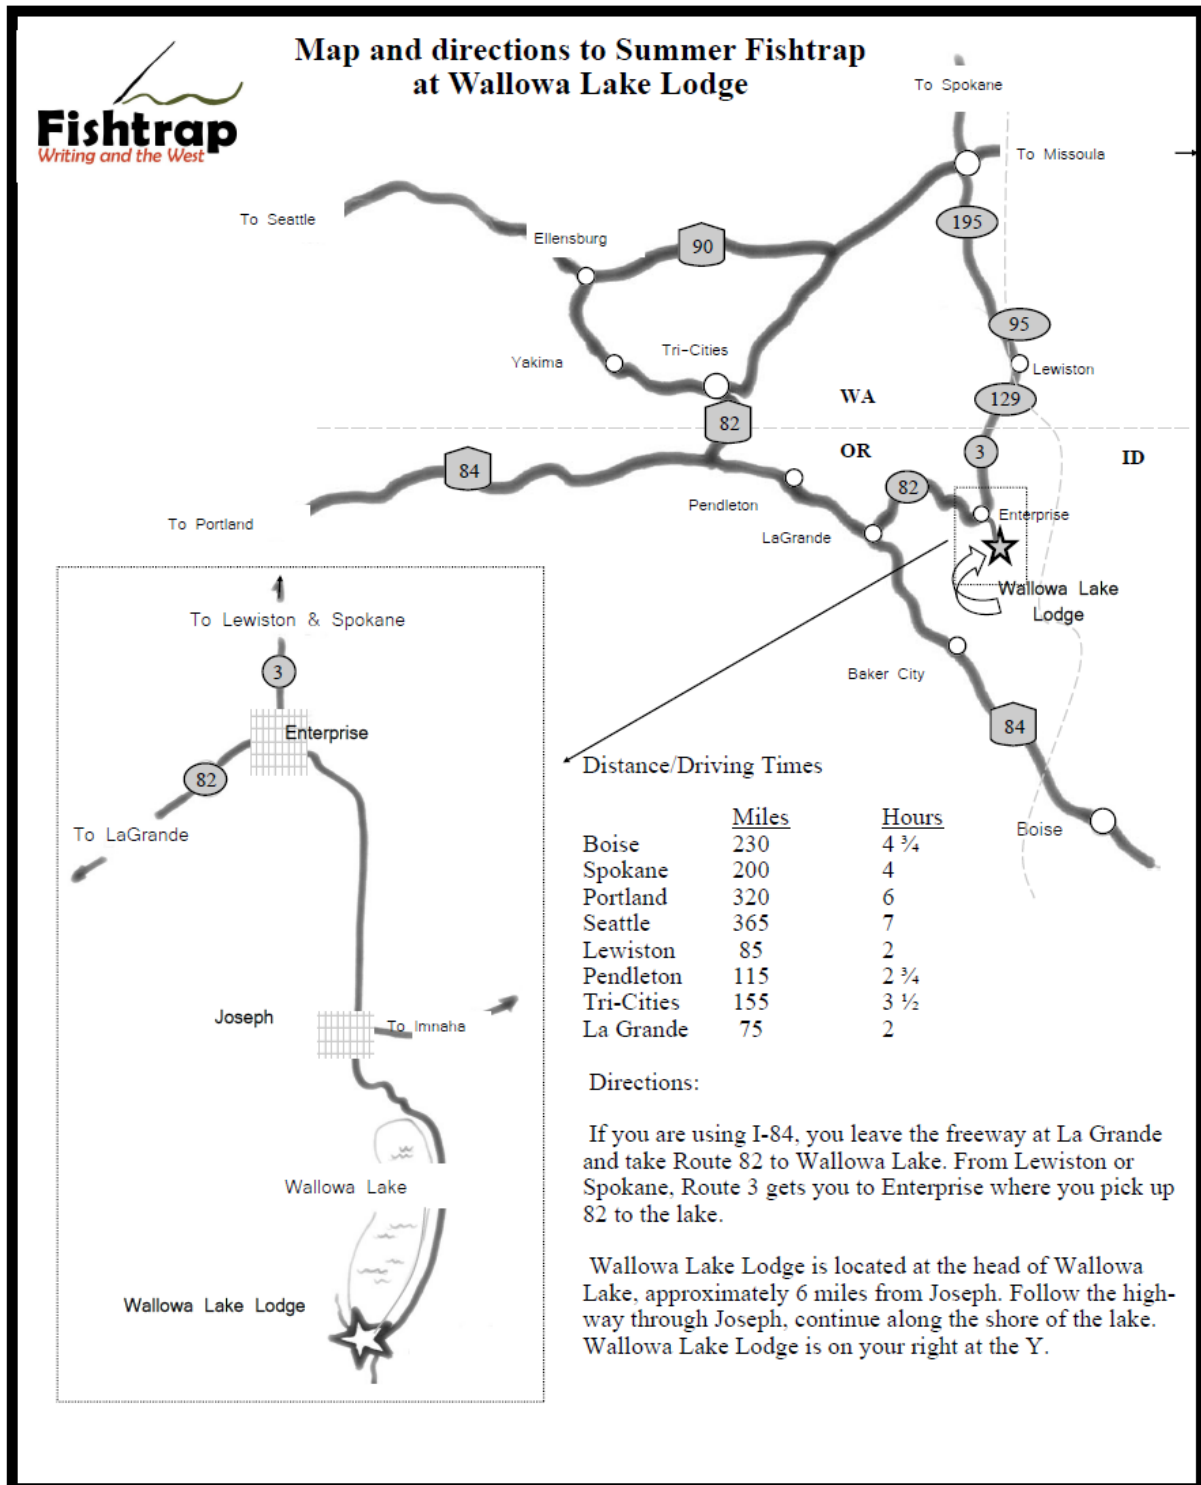 Map and directions to Summer Fishtrap
at Wallowa Lake Lodge
Fishtrap
Writing and the West
To Spokane
To Missoula
195
To Seattle
Ellensburg
90
95
Yakima
Tri-Cities
Lewiston
129
WA
82
OR
3
ID
84
82
Pendleton
Enterprise
To Portland
LaGrande
Wallowa Lake
Lodge
Baker City
84
Boise
To Lewiston & Spokane
3
Enterprise
82
To LaGrande
Joseph
To Imnaha
Wallowa Lake
Wallowa Lake Lodge
Distance/Driving Times
Miles Hours
Boise 230 4 ¾
Spokane 200 4
Portland 320 6
Seattle 365 7
Lewiston 85 2
Pendleton 115 2 ¾
Tri-Cities 155 3 ½
La Grande 75 2
Directions:
If you are using I-84, you leave the freeway at La Grande
and take Route 82 to Wallowa Lake. From Lewiston or
Spokane, Route 3 gets you to Enterprise where you pick up
82 to the lake.
Wallowa Lake Lodge is located at the head of Wallowa
Lake, approximately 6 miles from Joseph. Follow the high-
way through Joseph, continue along the shore of the lake.
Wallowa Lake Lodge is on your right at the Y.